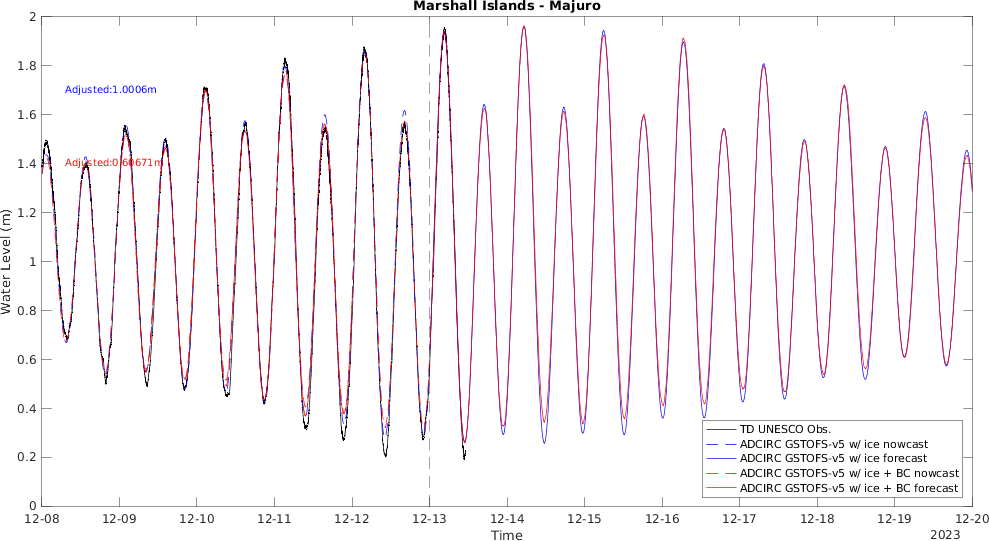 Marshall Islands - Majuro
Water Level (m)
2
1.8
1.6
1.4
1.2
1
0.8
0.6
0.4
0.2
0
Adjusted:1.0006m
Adjusted:0.60671m
TD UNESCO Obs.
ADCIRC GSTOFS-v5 w/ ice nowcast
ADCIRC GSTOFS-v5 w/ ice forecast
ADCIRC GSTOFS-v5 w/ ice + BC nowcast
ADCIRC GSTOFS-v5 w/ ice + BC forecast
12-08 12-09 12-10 12-11 12-12 12-13 12-14 12-15 12-16 12-17 12-18 12-19 12-20
Time
2023